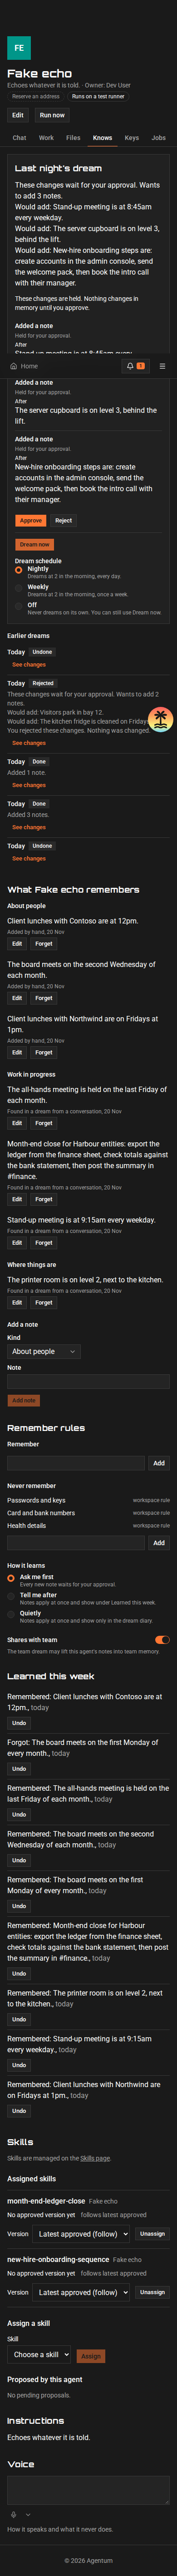 FE
Fake echo
Echoes whatever it is told. · Owner: Dev User
Reserve an address
Runs on a test runner
Edit
Run now
Chat
Work
Files
Knows
Keys
Jobs
Last night's dream
These changes wait for your approval. Wants
to add 3 notes.
Would add: Stand-up meeting is at 8:45am
every weekday.
Would add: The server cupboard is on level 3,
behind the lift.
Would add: New-hire onboarding steps are:
create accounts in the admin console, send
the welcome pack, then book the intro call
with their manager.
These changes are held. Nothing changes in
memory until you approve.
Added a note
Held for your approval.
After
Home
1
Added a note
Held for your approval.
After
The server cupboard is on level 3, behind the
lift.
Added a note
Held for your approval.
After
New-hire onboarding steps are: create
accounts in the admin console, send the
welcome pack, then book the intro call with
their manager.
Approve
Reject
Dream now
Dream schedule
Nightly
Dreams at 2 in the morning, every day.
Weekly
Dreams at 2 in the morning, once a week.
Off
Never dreams on its own. You can still use Dream now.
Earlier dreams
Today
Undone
See changes
Today
Rejected
These changes wait for your approval. Wants to add 2
notes.
Would add: Visitors park in bay 12.
Would add: The kitchen fridge is cleaned on Friday
You rejected these changes. Nothing was changed.
See changes
Today
Done
Added 1 note.
See changes
Today
Done
Added 3 notes.
See changes
Today
Undone
See changes
What Fake echo remembers
About people
Client lunches with Contoso are at 12pm.
Added by hand, 20 Nov
Edit
Forget
The board meets on the second Wednesday of
each month.
Added by hand, 20 Nov
Edit
Forget
Client lunches with Northwind are on Fridays at
1pm.
Added by hand, 20 Nov
Edit
Forget
Work in progress
The all-hands meeting is held on the last Friday of
each month.
Found in a dream from a conversation, 20 Nov
Edit
Forget
Month-end close for Harbour entities: export the
ledger from the finance sheet, check totals against
the bank statement, then post the summary in
#finance.
Found in a dream from a conversation, 20 Nov
Edit
Forget
Stand-up meeting is at 9:15am every weekday.
Found in a dream from a conversation, 20 Nov
Edit
Forget
Where things are
The printer room is on level 2, next to the kitchen.
Found in a dream from a conversation, 20 Nov
Edit
Forget
Add a note
Kind
About people
Note
Add note
Remember rules
Remember
Add
Never remember
Passwords and keys
workspace rule
Card and bank numbers
workspace rule
Health details
workspace rule
Add
How it learns
Ask me first
Every new note waits for your approval.
Tell me after
Notes apply at once and show under Learned this week.
Quietly
Notes apply at once and show only in the dream diary.
Shares with team
The team dream may lift this agent's notes into team memory.
Learned this week
Remembered: Client lunches with Contoso are at
12pm., today
Undo
Forgot: The board meets on the first Monday of
every month., today
Undo
Remembered: The all-hands meeting is held on the
last Friday of each month., today
Undo
Remembered: The board meets on the second
Wednesday of each month., today
Undo
Remembered: The board meets on the first
Monday of every month., today
Undo
Remembered: Month-end close for Harbour
entities: export the ledger from the finance sheet,
check totals against the bank statement, then post
the summary in #finance., today
Undo
Remembered: The printer room is on level 2, next
to the kitchen., today
Undo
Remembered: Stand-up meeting is at 9:15am
every weekday., today
Undo
Remembered: Client lunches with Northwind are
on Fridays at 1pm., today
Undo
Skills
Skills are managed on the Skills page.
Assigned skills
month-end-ledger-close Fake echo
No approved version yet follows latest approved
Version
Latest approved (follow)
Unassign
new-hire-onboarding-sequence Fake echo
No approved version yet follows latest approved
Version
Latest approved (follow)
Unassign
Assign a skill
Skill
Choose a skill
Assign
Proposed by this agent
No pending proposals.
Instructions
Echoes whatever it is told.
Voice
How it speaks and what it never does.
© 2026 Agentum